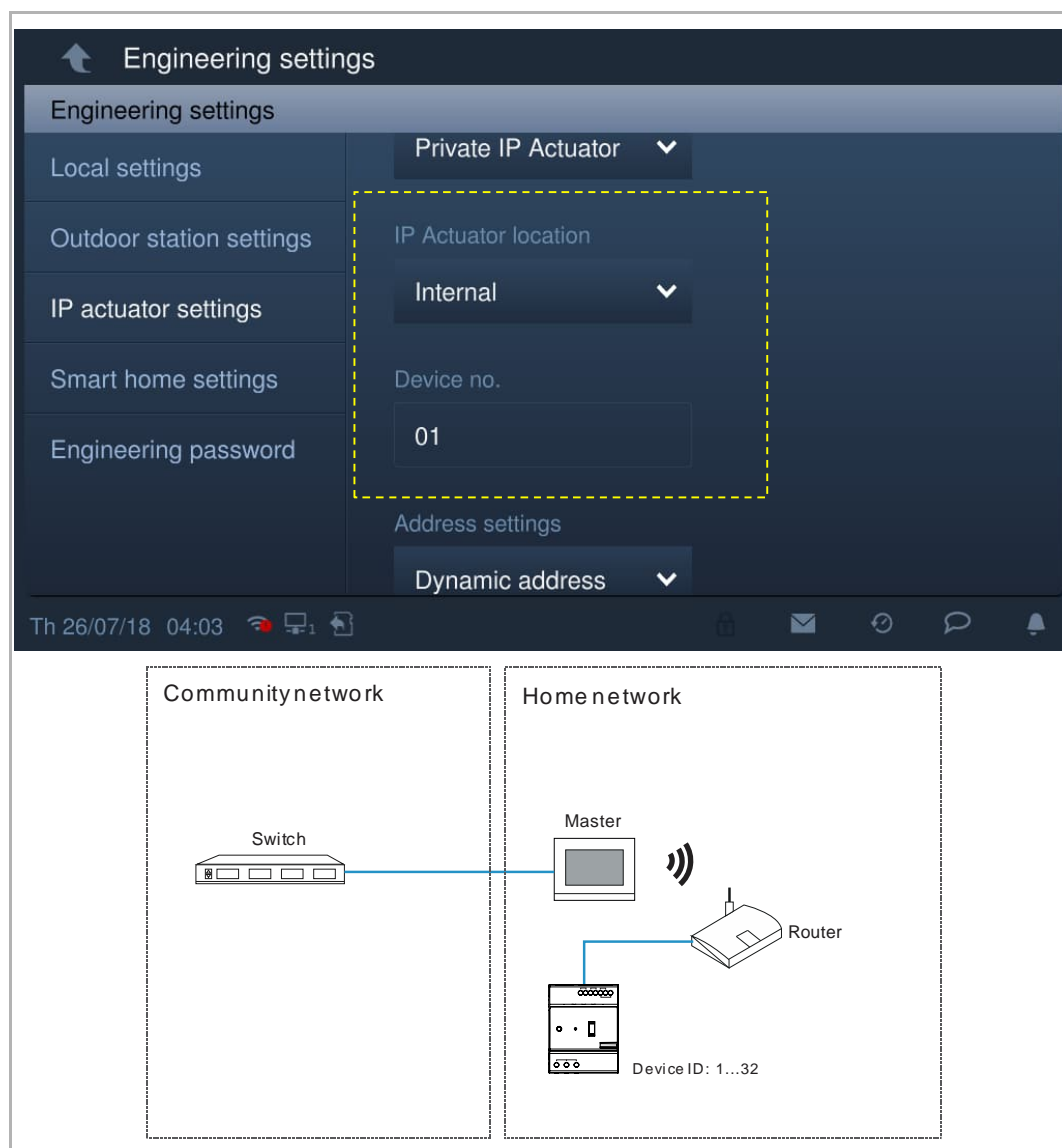 Engineering settings
Engineering settings
Local settings
Outdoor station settings
IP actuator settings
Smart home settings
Engineering password
Private IP Actuator
IP Actuator location
Internal
Device no.
01
Address settings
Dynamic address
Th 26/07/18 04:03
1
Community network
Home network
Switch
Master
Router
Device ID: 1...32